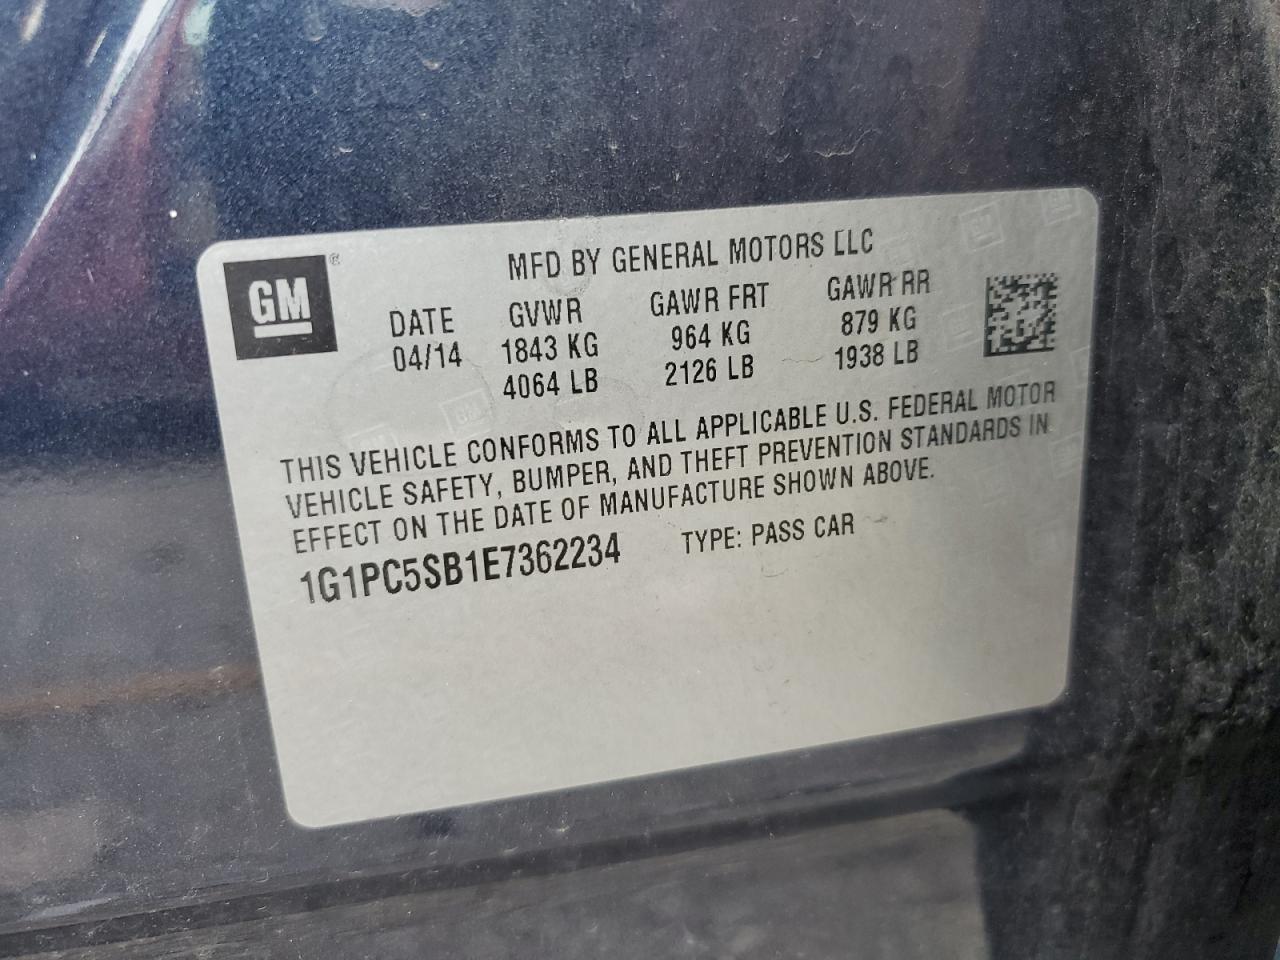 GM ®
MFD BY GENERAL MOTORS LLC
DATE GVWR GAWR FRT GAWR RR
04/14 1843 KG 964 KG 879 KG
4064 LB 2126 LB 1938 LB
THIS VEHICLE CONFORMS TO ALL APPLICABLE U.S. FEDERAL MOTOR
VEHICLE SAFETY, BUMPER, AND THEFT PREVENTION STANDARDS IN
EFFECT ON THE DATE OF MANUFACTURE SHOWN ABOVE.
1G1PC5SB1E7362234 TYPE: PASS CAR